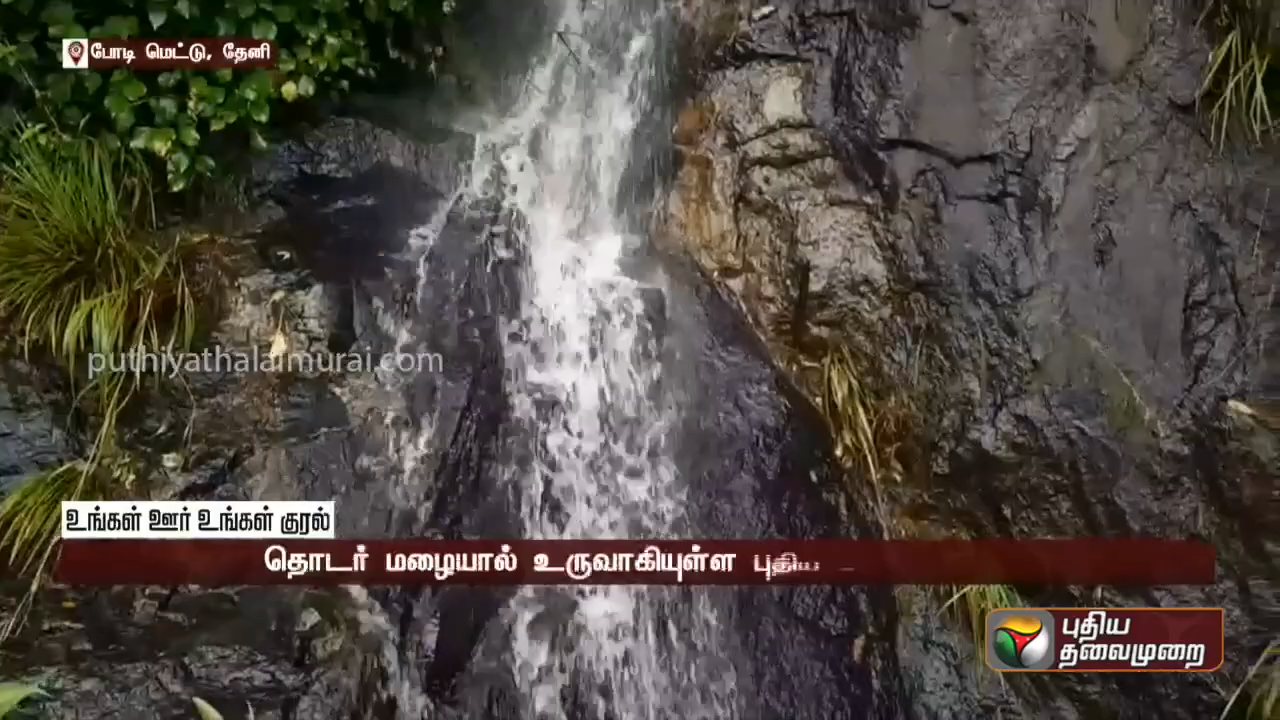 போடி மெட்டு, தேனி
puthiyathalaimurai.com
உங்கள் ஊர் உங்கள் குரல்
தொடர் மழையால் உருவாகியுள்ள
புதிய
தலைமுறை